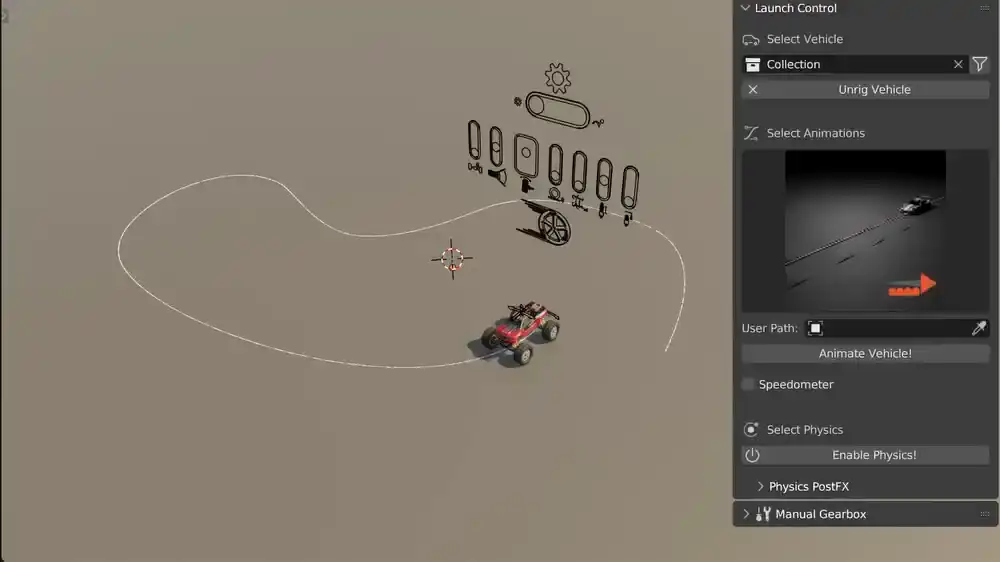 Launch Control
Select Vehicle
Collection
Unrig Vehicle
Select Animations
User Path:
Animate Vehicle!
Speedometer
Select Physics
Enable Physics!
Physics PostFX
Manual Gearbox